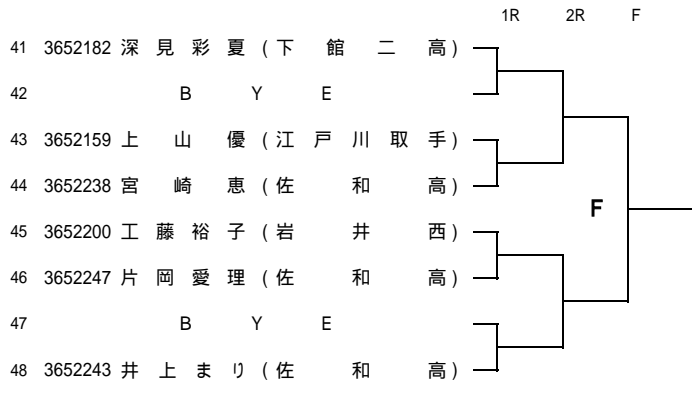 1R 2R F
41 3652182 深見彩夏(下館二高)
42 BYE
43 3652159 上山優(江戸川取手)
44 3652238 宮崎恵(佐和高)
F
45 3652200 工藤裕子(岩井西)
46 3652247 片岡愛理(佐和高)
47 BYE
48 3652243 井上まり(佐和高)